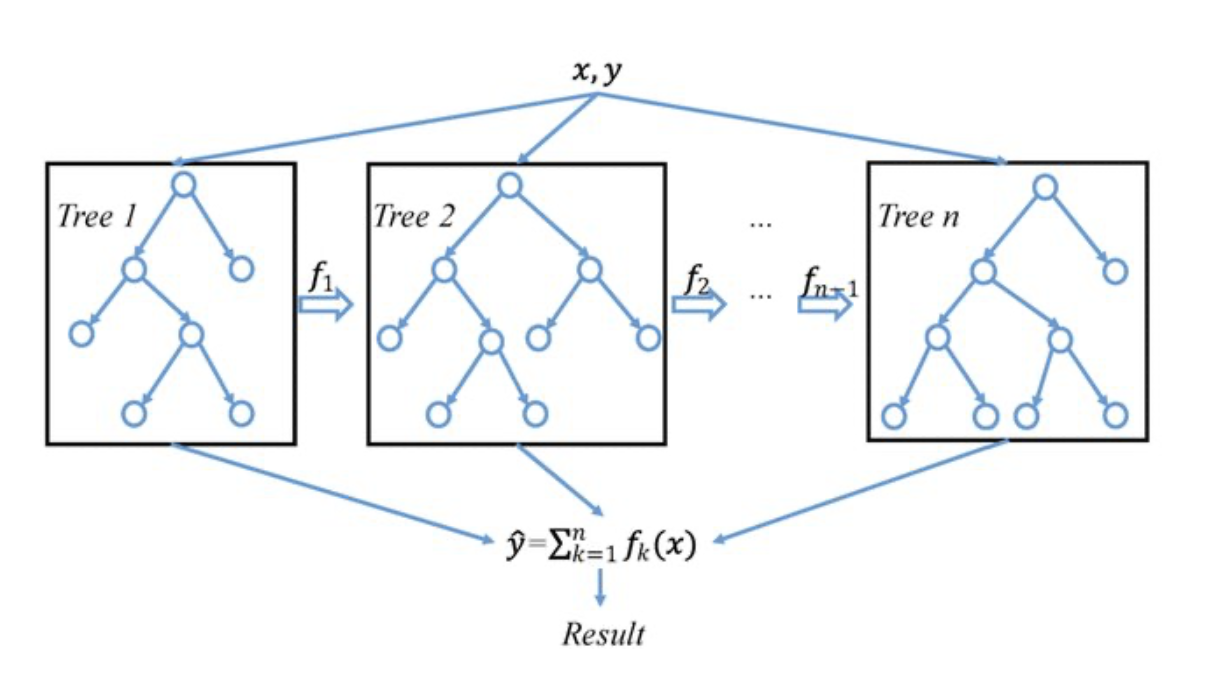 x, y
Tree 1
Tree 2
...
Tree n
f₁
f₂
...
fₙ₋₁
ŷ=∑ⁿₖ₌₁ fₖ(x)
Result